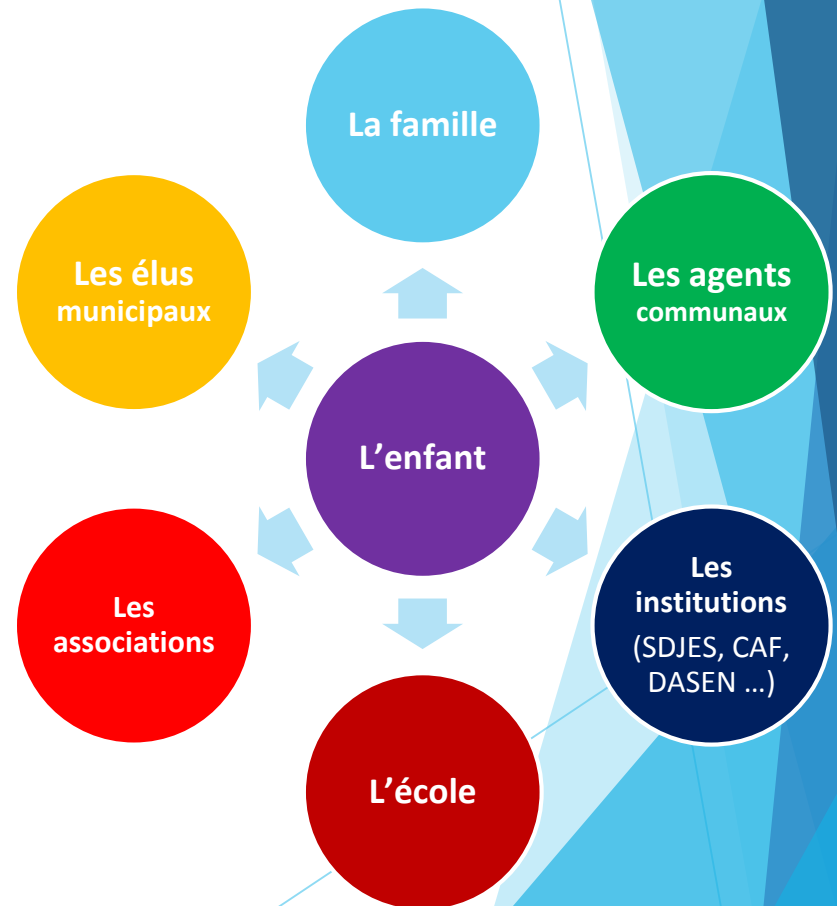 La famille
Les élus
municipaux
Les agents
communaux
L’enfant
Les
associations
Les
institutions
(SDJES, CAF,
DASEN ...)
L’école